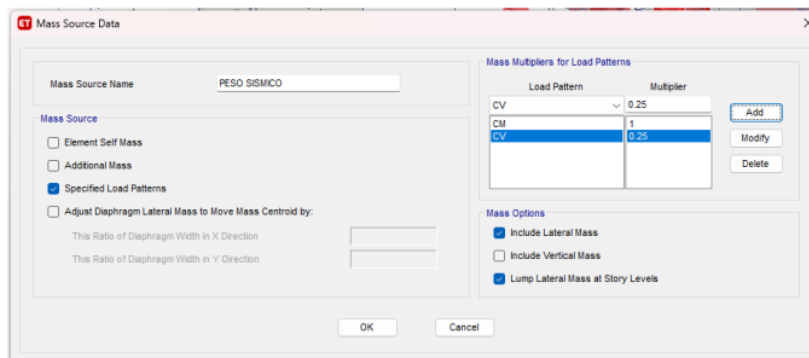 ET Mass Source Data
Mass Source Name PESO SISMICO
Mass Source
Element Self Mass
Additional Mass
Specified Load Patterns
Adjust Diaphragm Lateral Mass to Move Mass Centroid by:
This Ratio of Diaphragm Width in X Direction
This Ratio of Diaphragm Width in Y Direction
Mass Multipliers for Load Patterns
Load Pattern Multiplier
CV 0.25 Add
CM 1
CV 0.25 Modify
Delete
Mass Options
Include Lateral Mass
Include Vertical Mass
Lump Lateral Mass at Story Levels
OK Cancel